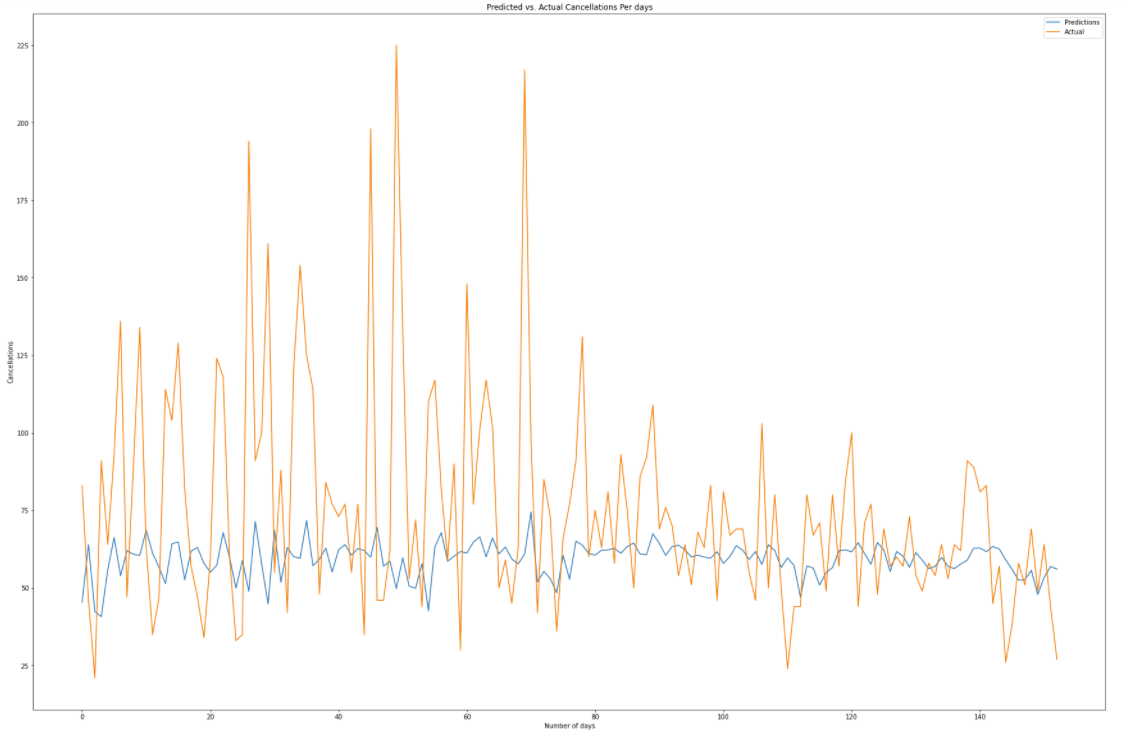 Predicted vs. Actual Cancellations Per days
Predictions
Actual
225
200
175
150
125
100
75
50
25
Cancellations
0 20 40 60 80 100 120 140
Number of days